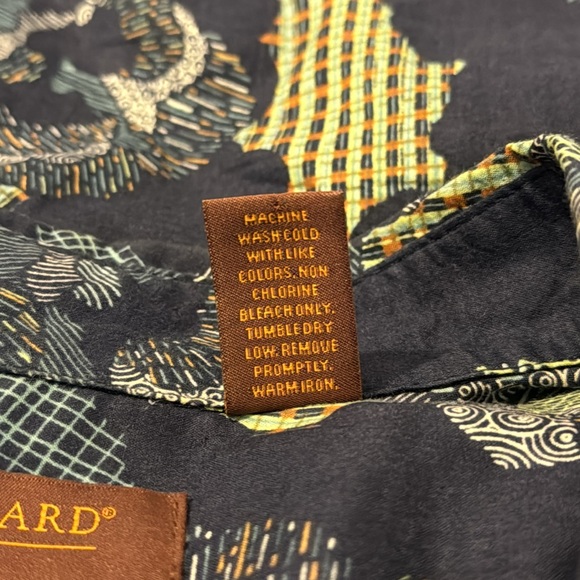 MACHINE
WASH COLD
WITH LIKE
COLORS. NON
CHLORINE
BLEACH ONLY.
TUMBLE DRY
LOW. REMOVE
PROMPTLY.
WARM IRON.
ARD®